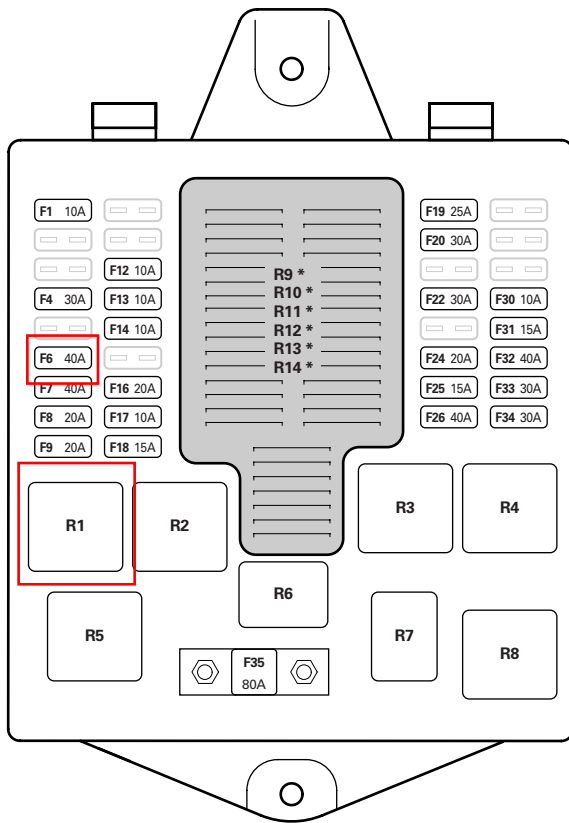 F1 10A
F19 25A
F20 30A
F12 10A
R9 *
F4 30A
F13 10A
R10 *
F22 30A
F30 10A
R11 *
F14 10A
R12 *
F31 15A
R13 *
F6 40A
R14 *
F24 20A
F32 40A
F7 40A
F16 20A
F25 15A
F33 30A
F8 20A
F17 10A
F26 40A
F34 30A
F9 20A
F18 15A
R1
R2
R3
R4
R6
R5
R7
R8
F35
80A